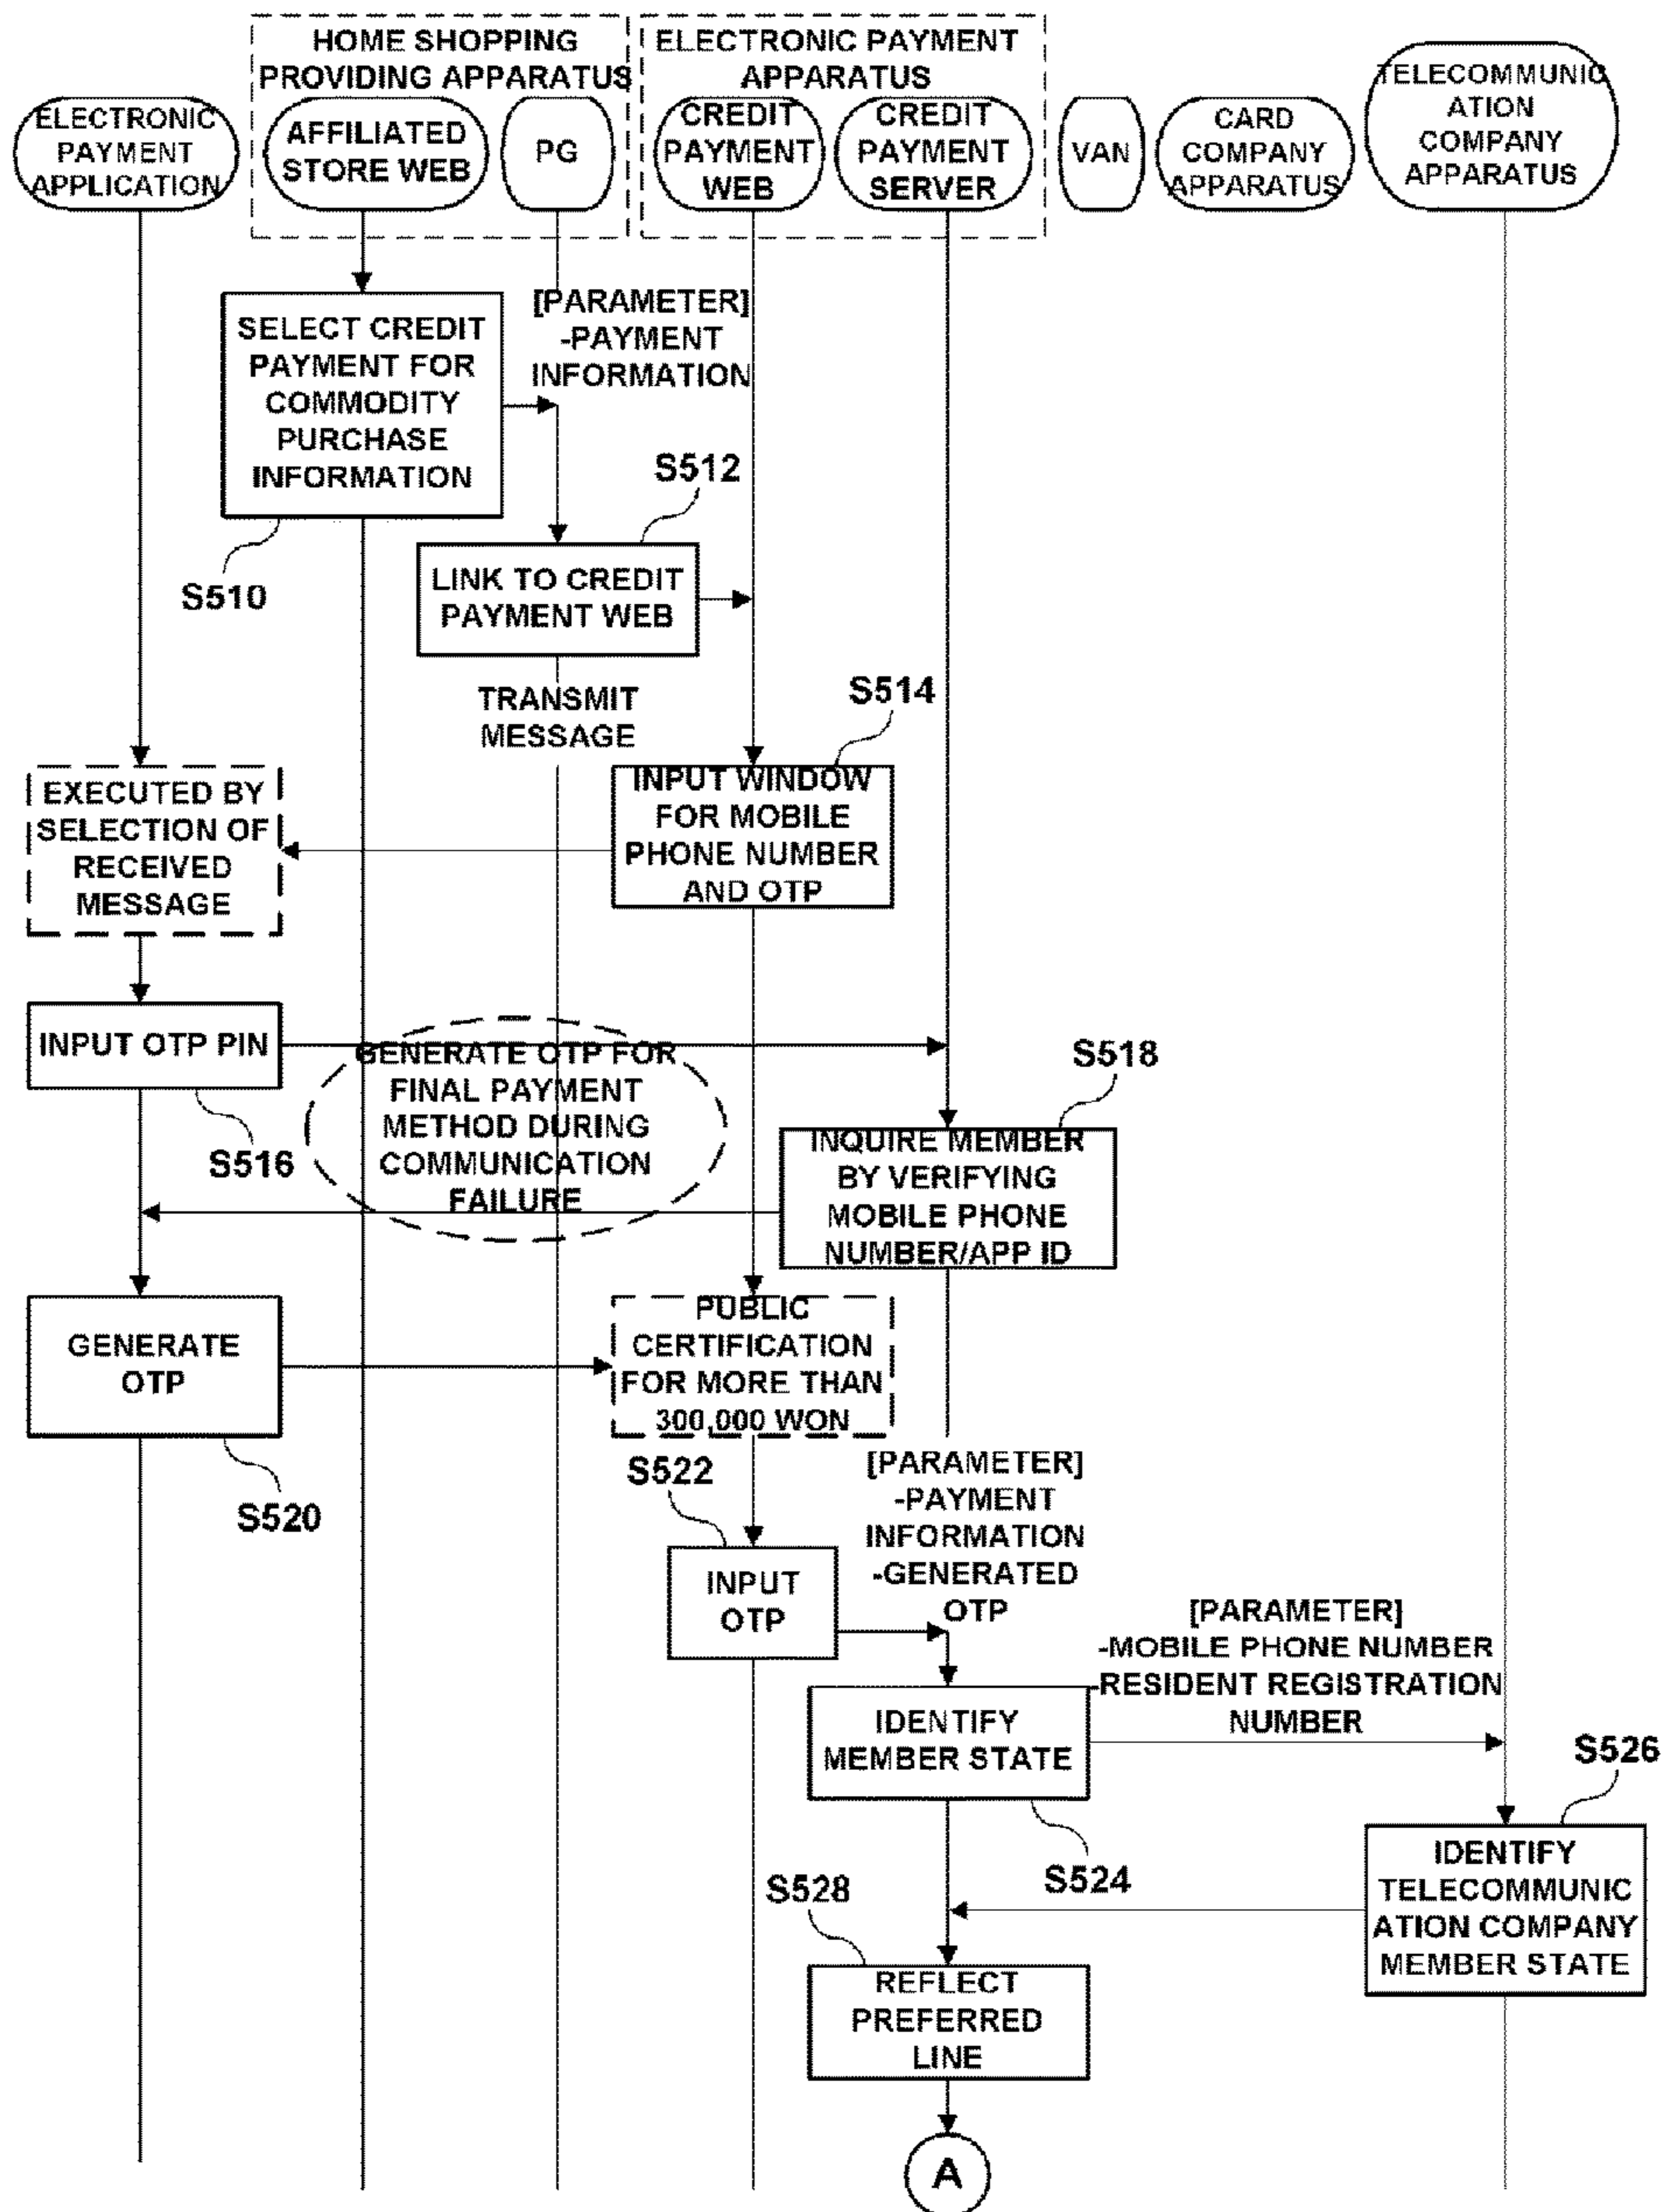 HOME SHOPPING
PROVIDING APPARATUS
ELECTRONIC PAYMENT
APPARATUS
ELECTRONIC
PAYMENT
APPLICATION
AFFILIATED
STORE WEB
PG
CREDIT
PAYMENT
WEB
CREDIT
PAYMENT
SERVER
VAN
CARD
COMPANY
APPARATUS
TELECOMMUNIC
ATION
COMPANY
APPARATUS
SELECT CREDIT
PAYMENT FOR
COMMODITY
PURCHASE
INFORMATION
S510
[PARAMETER]
-PAYMENT
INFORMATION
S512
LINK TO CREDIT
PAYMENT WEB
TRANSMIT
MESSAGE
S514
INPUT WINDOW
FOR MOBILE
PHONE NUMBER
AND OTP
EXECUTED BY
SELECTION OF
RECEIVED
MESSAGE
INPUT OTP PIN
S516
GENERATE OTP FOR
FINAL PAYMENT
METHOD DURING
COMMUNICATION
FAILURE
S518
INQUIRE MEMBER
BY VERIFYING
MOBILE PHONE
NUMBER/APP ID
GENERATE
OTP
S520
PUBLIC
CERTIFICATION
FOR MORE THAN
300,000 WON
S522
INPUT
OTP
[PARAMETER]
-PAYMENT
INFORMATION
-GENERATED
OTP
IDENTIFY
MEMBER STATE
S524
[PARAMETER]
-MOBILE PHONE NUMBER
-RESIDENT REGISTRATION
NUMBER
S526
IDENTIFY
TELECOMMUNIC
ATION COMPANY
MEMBER STATE
S528
REFLECT
PREFERRED
LINE
A